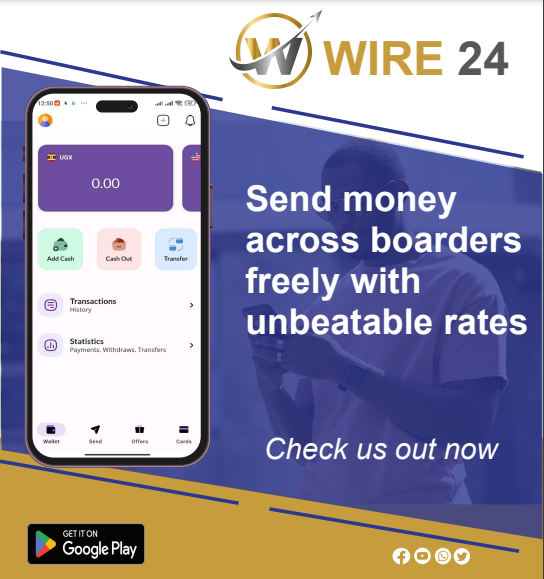 WIRE 24
12:50
UGX
0.00
Add Cash
Cash Out
Transfer
Transactions
History
Statistics
Payments. Withdraws. Transfers
Wallet
Send
Offers
Cards
Send money
across boarders
freely with
unbeatable rates
Check us out now
GET IT ON
Google Play